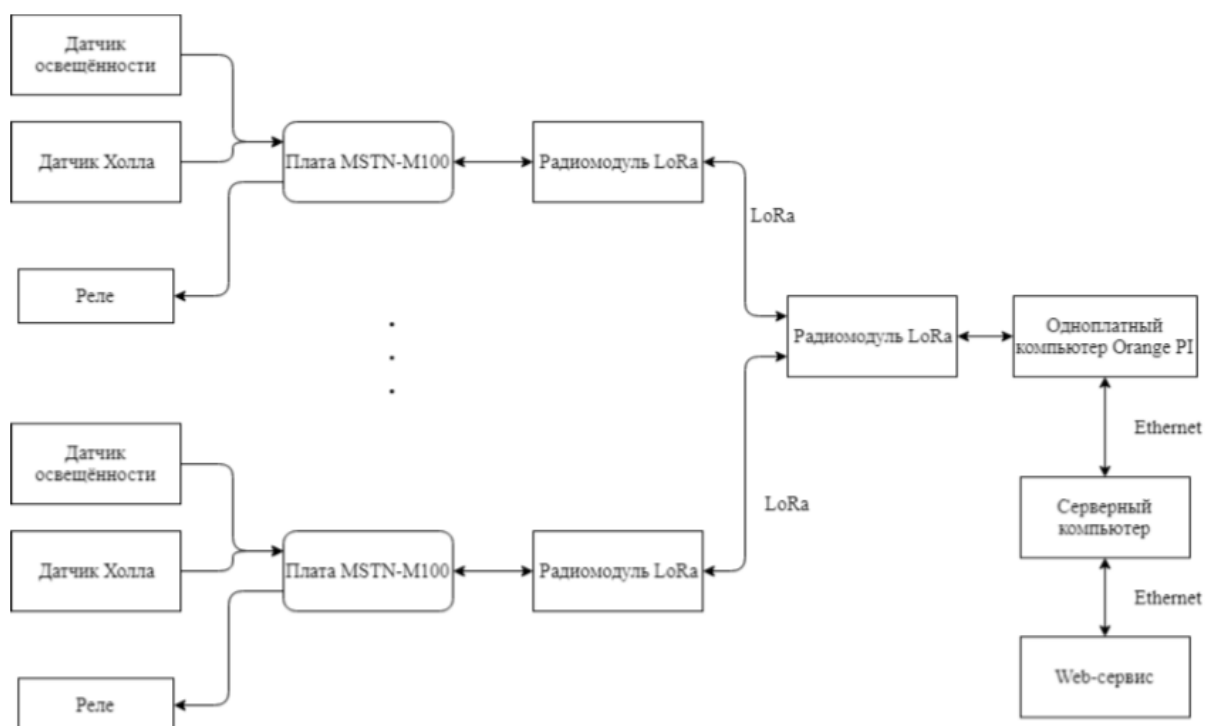 Датчик
освещённости
Датчик Холла
Плата MSTN-M100
Радиомодуль LoRa
LoRa
Реле
Радиомодуль LoRa
Одноплатный
компьютер Orange PI
Ethernet
Датчик
освещённости
LoRa
Серверный
компьютер
Датчик Холла
Плата MSTN-M100
Радиомодуль LoRa
Ethernet
Реле
Web-сервис